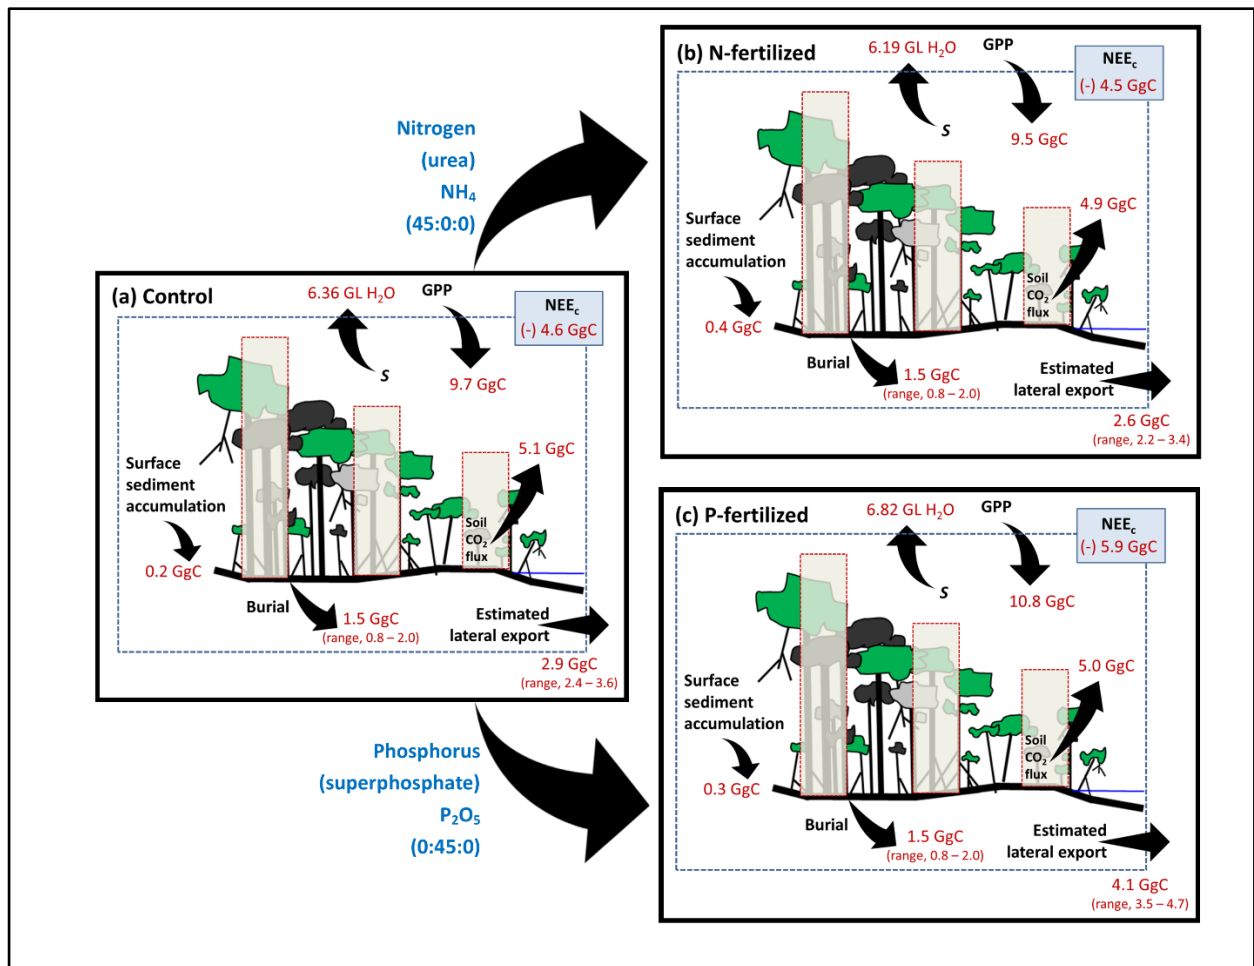 Nitrogen
(urea)
NH4
(45:0:0)
(a) Control
6.36 GL H2O
GPP
NEEc
(-) 4.6 GgC
S
9.7 GgC
5.1 GgC
Surface
sediment
accumulation
0.2 GgC
Soil
CO2
flux
Burial
1.5 GgC
(range, 0.8 – 2.0)
Estimated
lateral export
2.9 GgC
(range, 2.4 – 3.6)
Phosphorus
(superphosphate)
P2O5
(0:45:0)
(b) N-fertilized
6.19 GL H2O
GPP
NEEc
(-) 4.5 GgC
S
9.5 GgC
4.9 GgC
Surface
sediment
accumulation
0.4 GgC
Soil
CO2
flux
Burial
1.5 GgC
(range, 0.8 – 2.0)
Estimated
lateral export
2.6 GgC
(range, 2.2 – 3.4)
(c) P-fertilized
6.82 GL H2O
GPP
NEEc
(-) 5.9 GgC
S
10.8 GgC
5.0 GgC
Surface
sediment
accumulation
0.3 GgC
Soil
CO2
flux
Burial
1.5 GgC
(range, 0.8 – 2.0)
Estimated
lateral export
4.1 GgC
(range, 3.5 – 4.7)